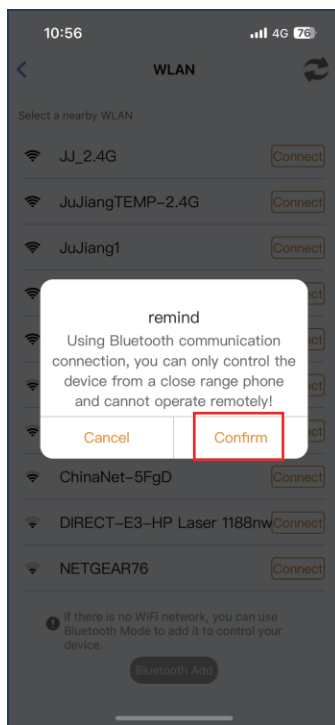 10:56 4G 76
WLAN
Select a nearby WLAN
JJ_2.4G Connect
JuJiangTEMP-2.4G Connect
JuJiang1 Connect
remind
Using Bluetooth communication
connection, you can only control the
device from a close range phone
and cannot operate remotely!
Cancel Confirm
ChinaNet-5FgD Connect
DIRECT-E3-HP Laser 1188nw Connect
NETGEAR76 Connect
If there is no WiFi network, you can use
Bluetooth Mode to add it to control your
device.
Bluetooth Add